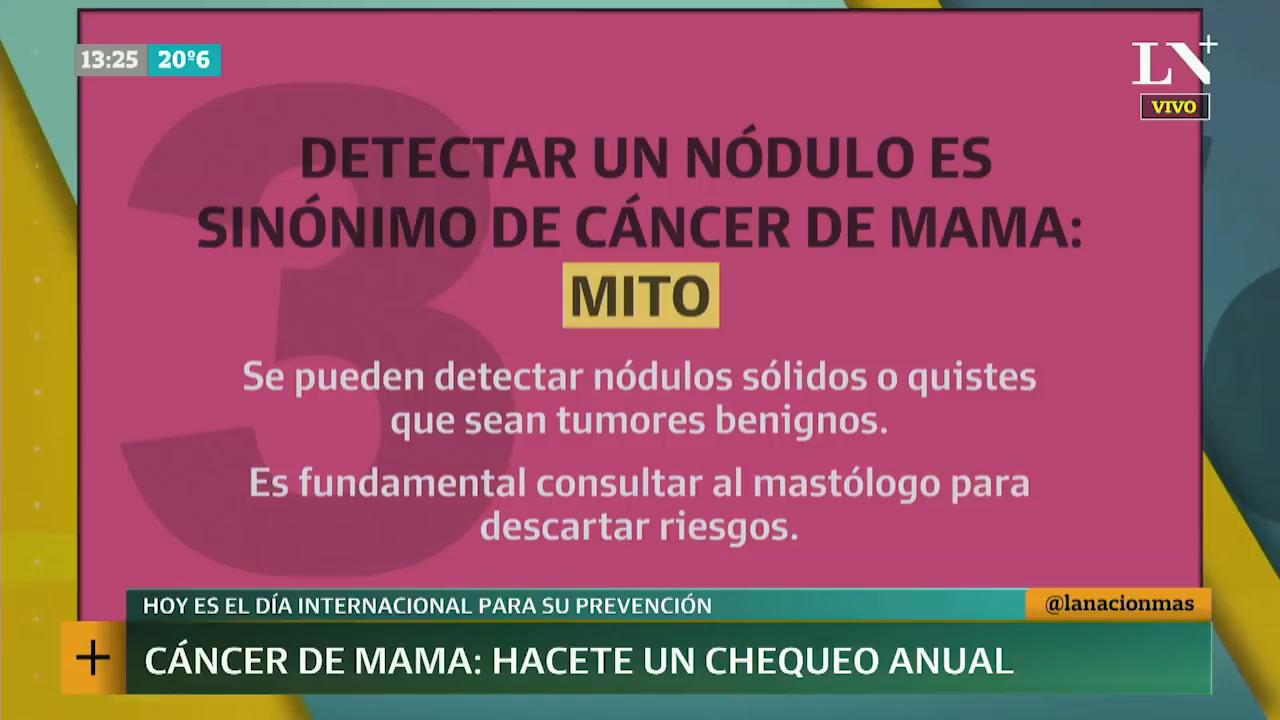 13:25 20º6
LN+
VIVO
3
DETECTAR UN NÓDULO ES
SINÓNIMO DE CÁNCER DE MAMA:
MITO
Se pueden detectar nódulos sólidos o quistes
que sean tumores benignos.
Es fundamental consultar al mastólogo para
descartar riesgos.
HOY ES EL DÍA INTERNACIONAL PARA SU PREVENCIÓN
@lanacionmas
+ CÁNCER DE MAMA: HACETE UN CHEQUEO ANUAL